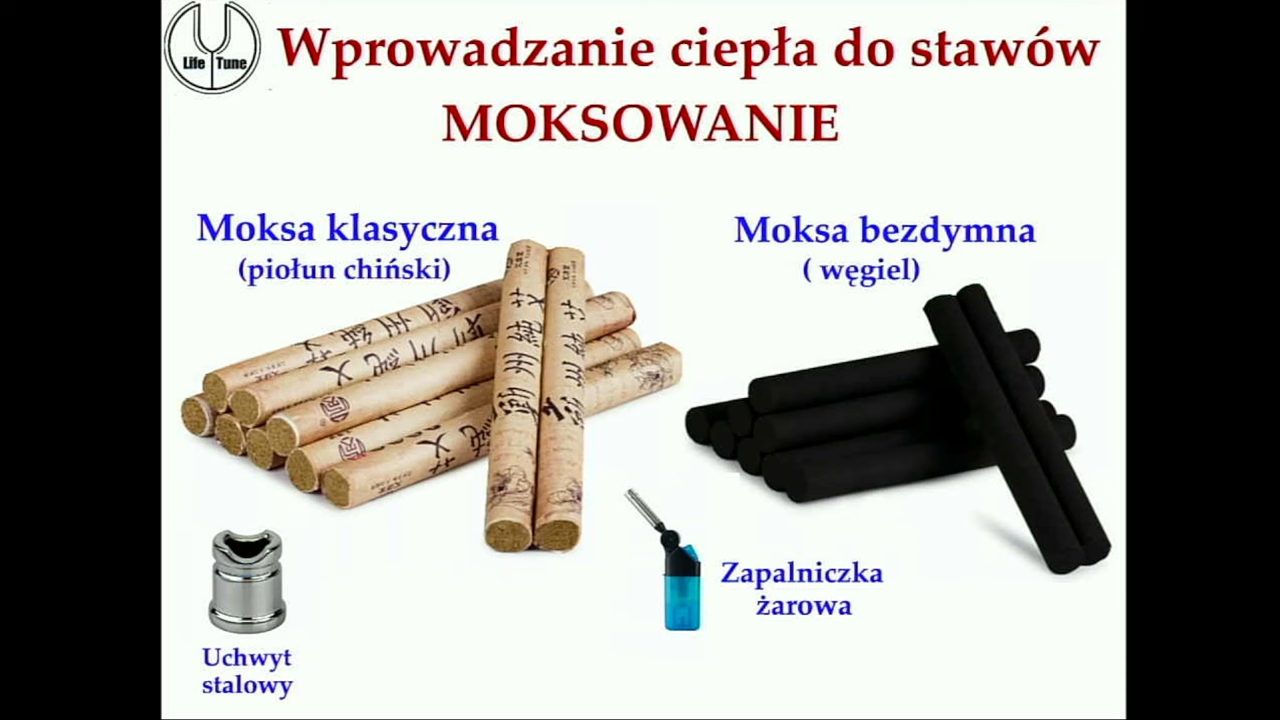 Life Tune
Wprowadzanie ciepła do stawów
MOKSOWANIE
Moksa klasyczna
(piołun chiński)
Moksa bezdymna
( węgiel)
Zapalniczka
żarowa
Uchwyt
stalowy